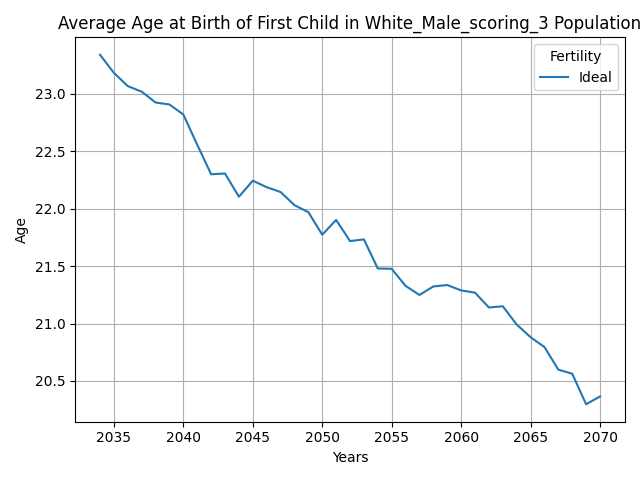 Average Age at Birth of First Child in White_Male_scoring_3 Population
Fertility
Ideal
Age
23.0
22.5
22.0
21.5
21.0
20.5
2035 2040 2045 2050 2055 2060 2065 2070
Years